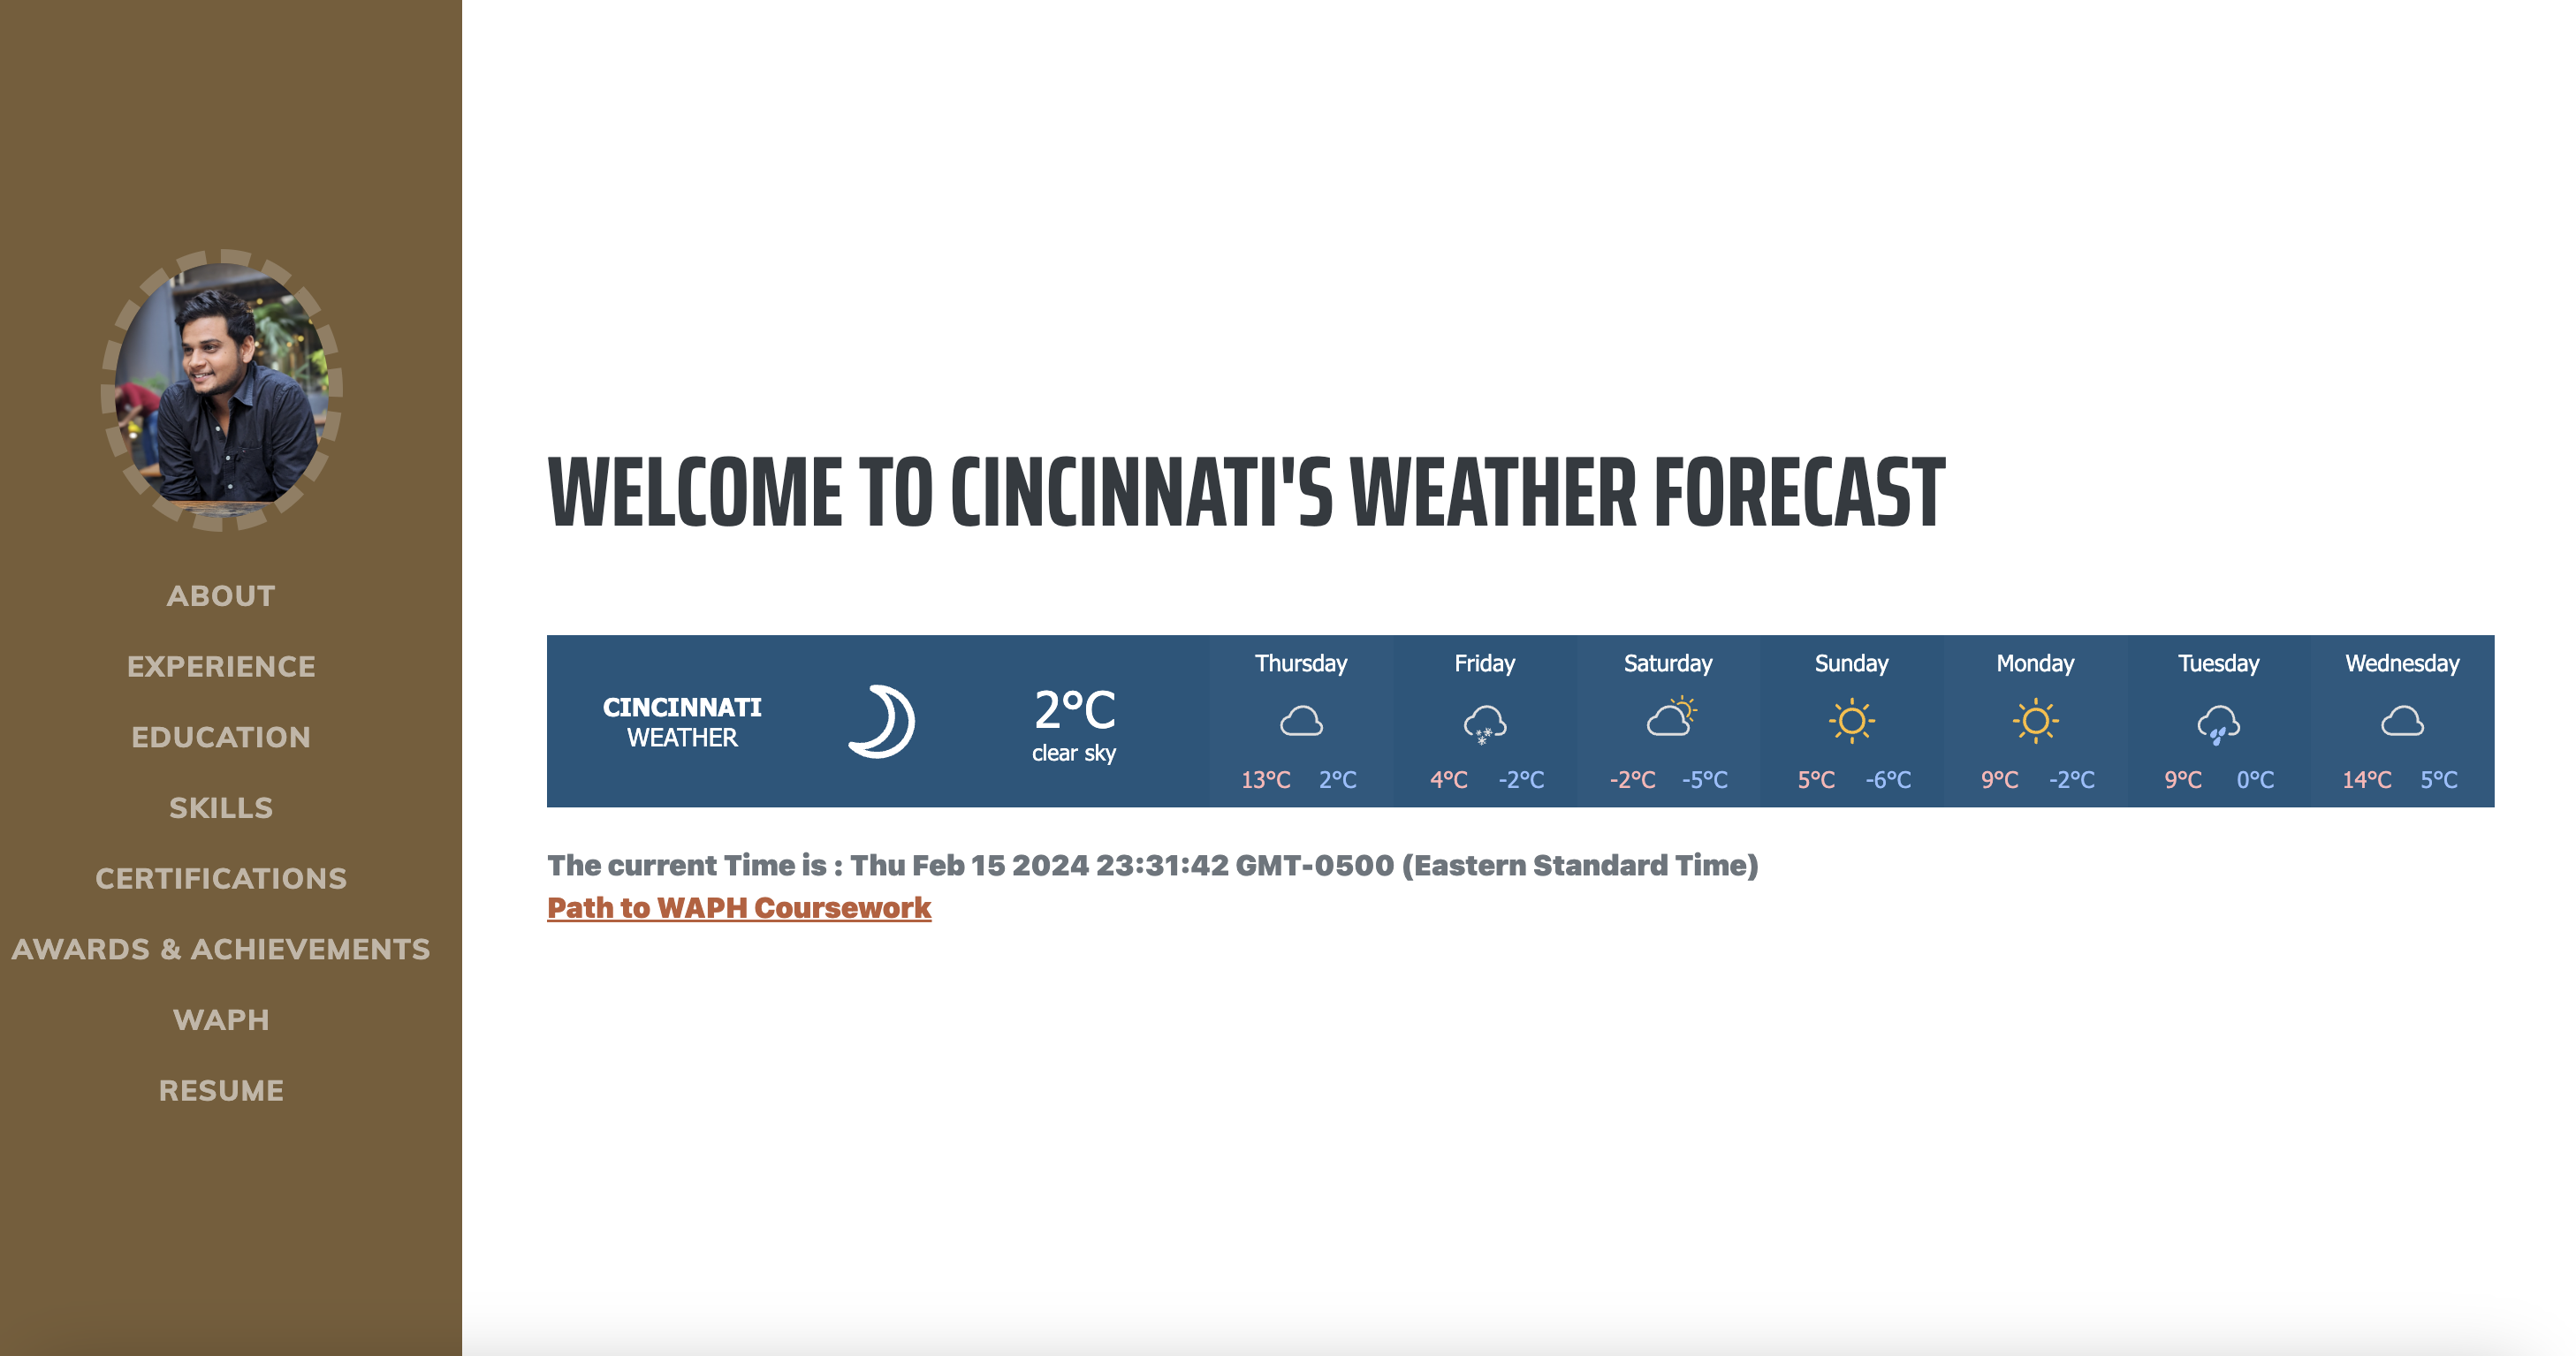 ABOUT
EXPERIENCE
EDUCATION
SKILLS
CERTIFICATIONS
AWARDS & ACHIEVEMENTS
WAPH
RESUME
WELCOME TO CINCINNATI'S WEATHER FORECAST
CINCINNATI
WEATHER
2°C
clear sky
Thursday
13°C 2°C
Friday
4°C -2°C
Saturday
-2°C -5°C
Sunday
5°C -6°C
Monday
9°C -2°C
Tuesday
9°C 0°C
Wednesday
14°C 5°C
The current Time is : Thu Feb 15 2024 23:31:42 GMT-0500 (Eastern Standard Time)
Path to WAPH Coursework